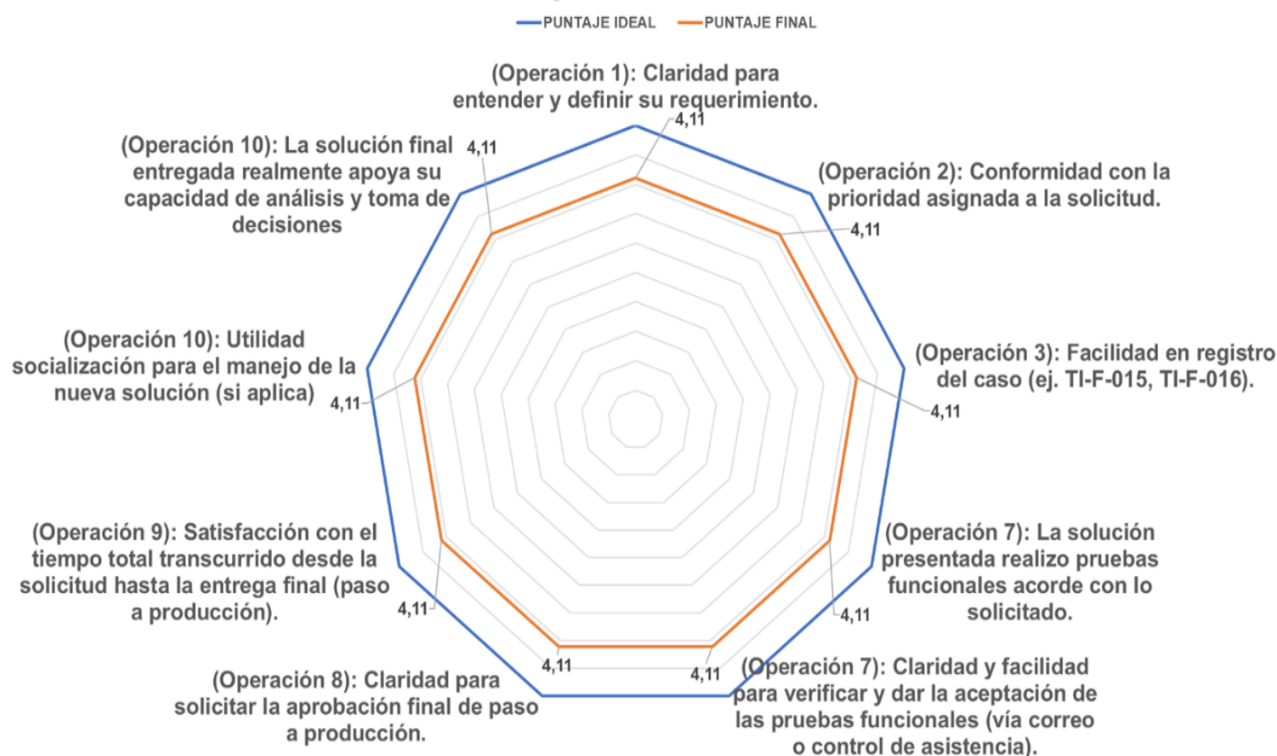 PUNTAJE IDEAL
PUNTAJE FINAL
(Operación 1): Claridad para
entender y definir su requerimiento.
4,11
(Operación 2): Conformidad con la
prioridad asignada a la solicitud.
4,11
(Operación 3): Facilidad en registro
del caso (ej. TI-F-015, TI-F-016).
4,11
(Operación 7): La solución
presentada realizo pruebas
funcionales acorde con lo
solicitado.
4,11
(Operación 7): Claridad y facilidad
para verificar y dar la aceptación de
las pruebas funcionales (vía correo
o control de asistencia).
4,11
(Operación 8): Claridad para
solicitar la aprobación final de paso
a producción.
4,11
(Operación 9): Satisfacción con el
tiempo total transcurrido desde la
solicitud hasta la entrega final (paso
a producción).
4,11
(Operación 10): Utilidad
socialización para el manejo de la
nueva solución (si aplica)
4,11
(Operación 10): La solución final
entregada realmente apoya su
capacidad de análisis y toma de
decisiones
4,11